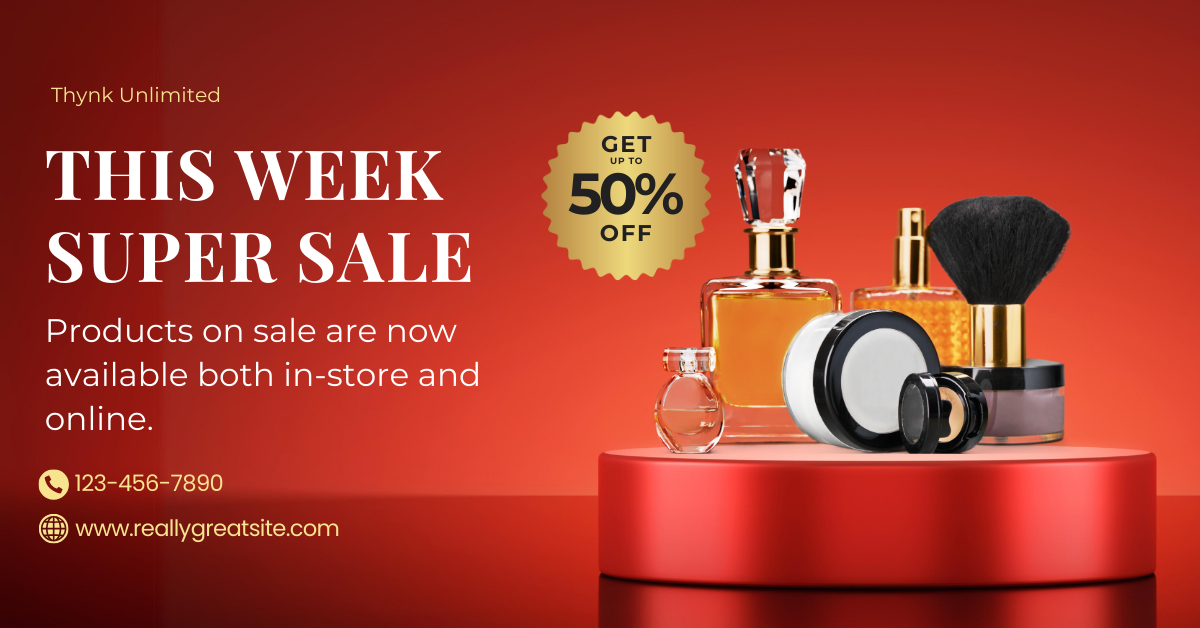 Thynk Unlimited
THIS WEEK
SUPER SALE
Products on sale are now
available both in-store and
online.
123-456-7890
www.reallygreatsite.com
GET
UP TO
50%
OFF